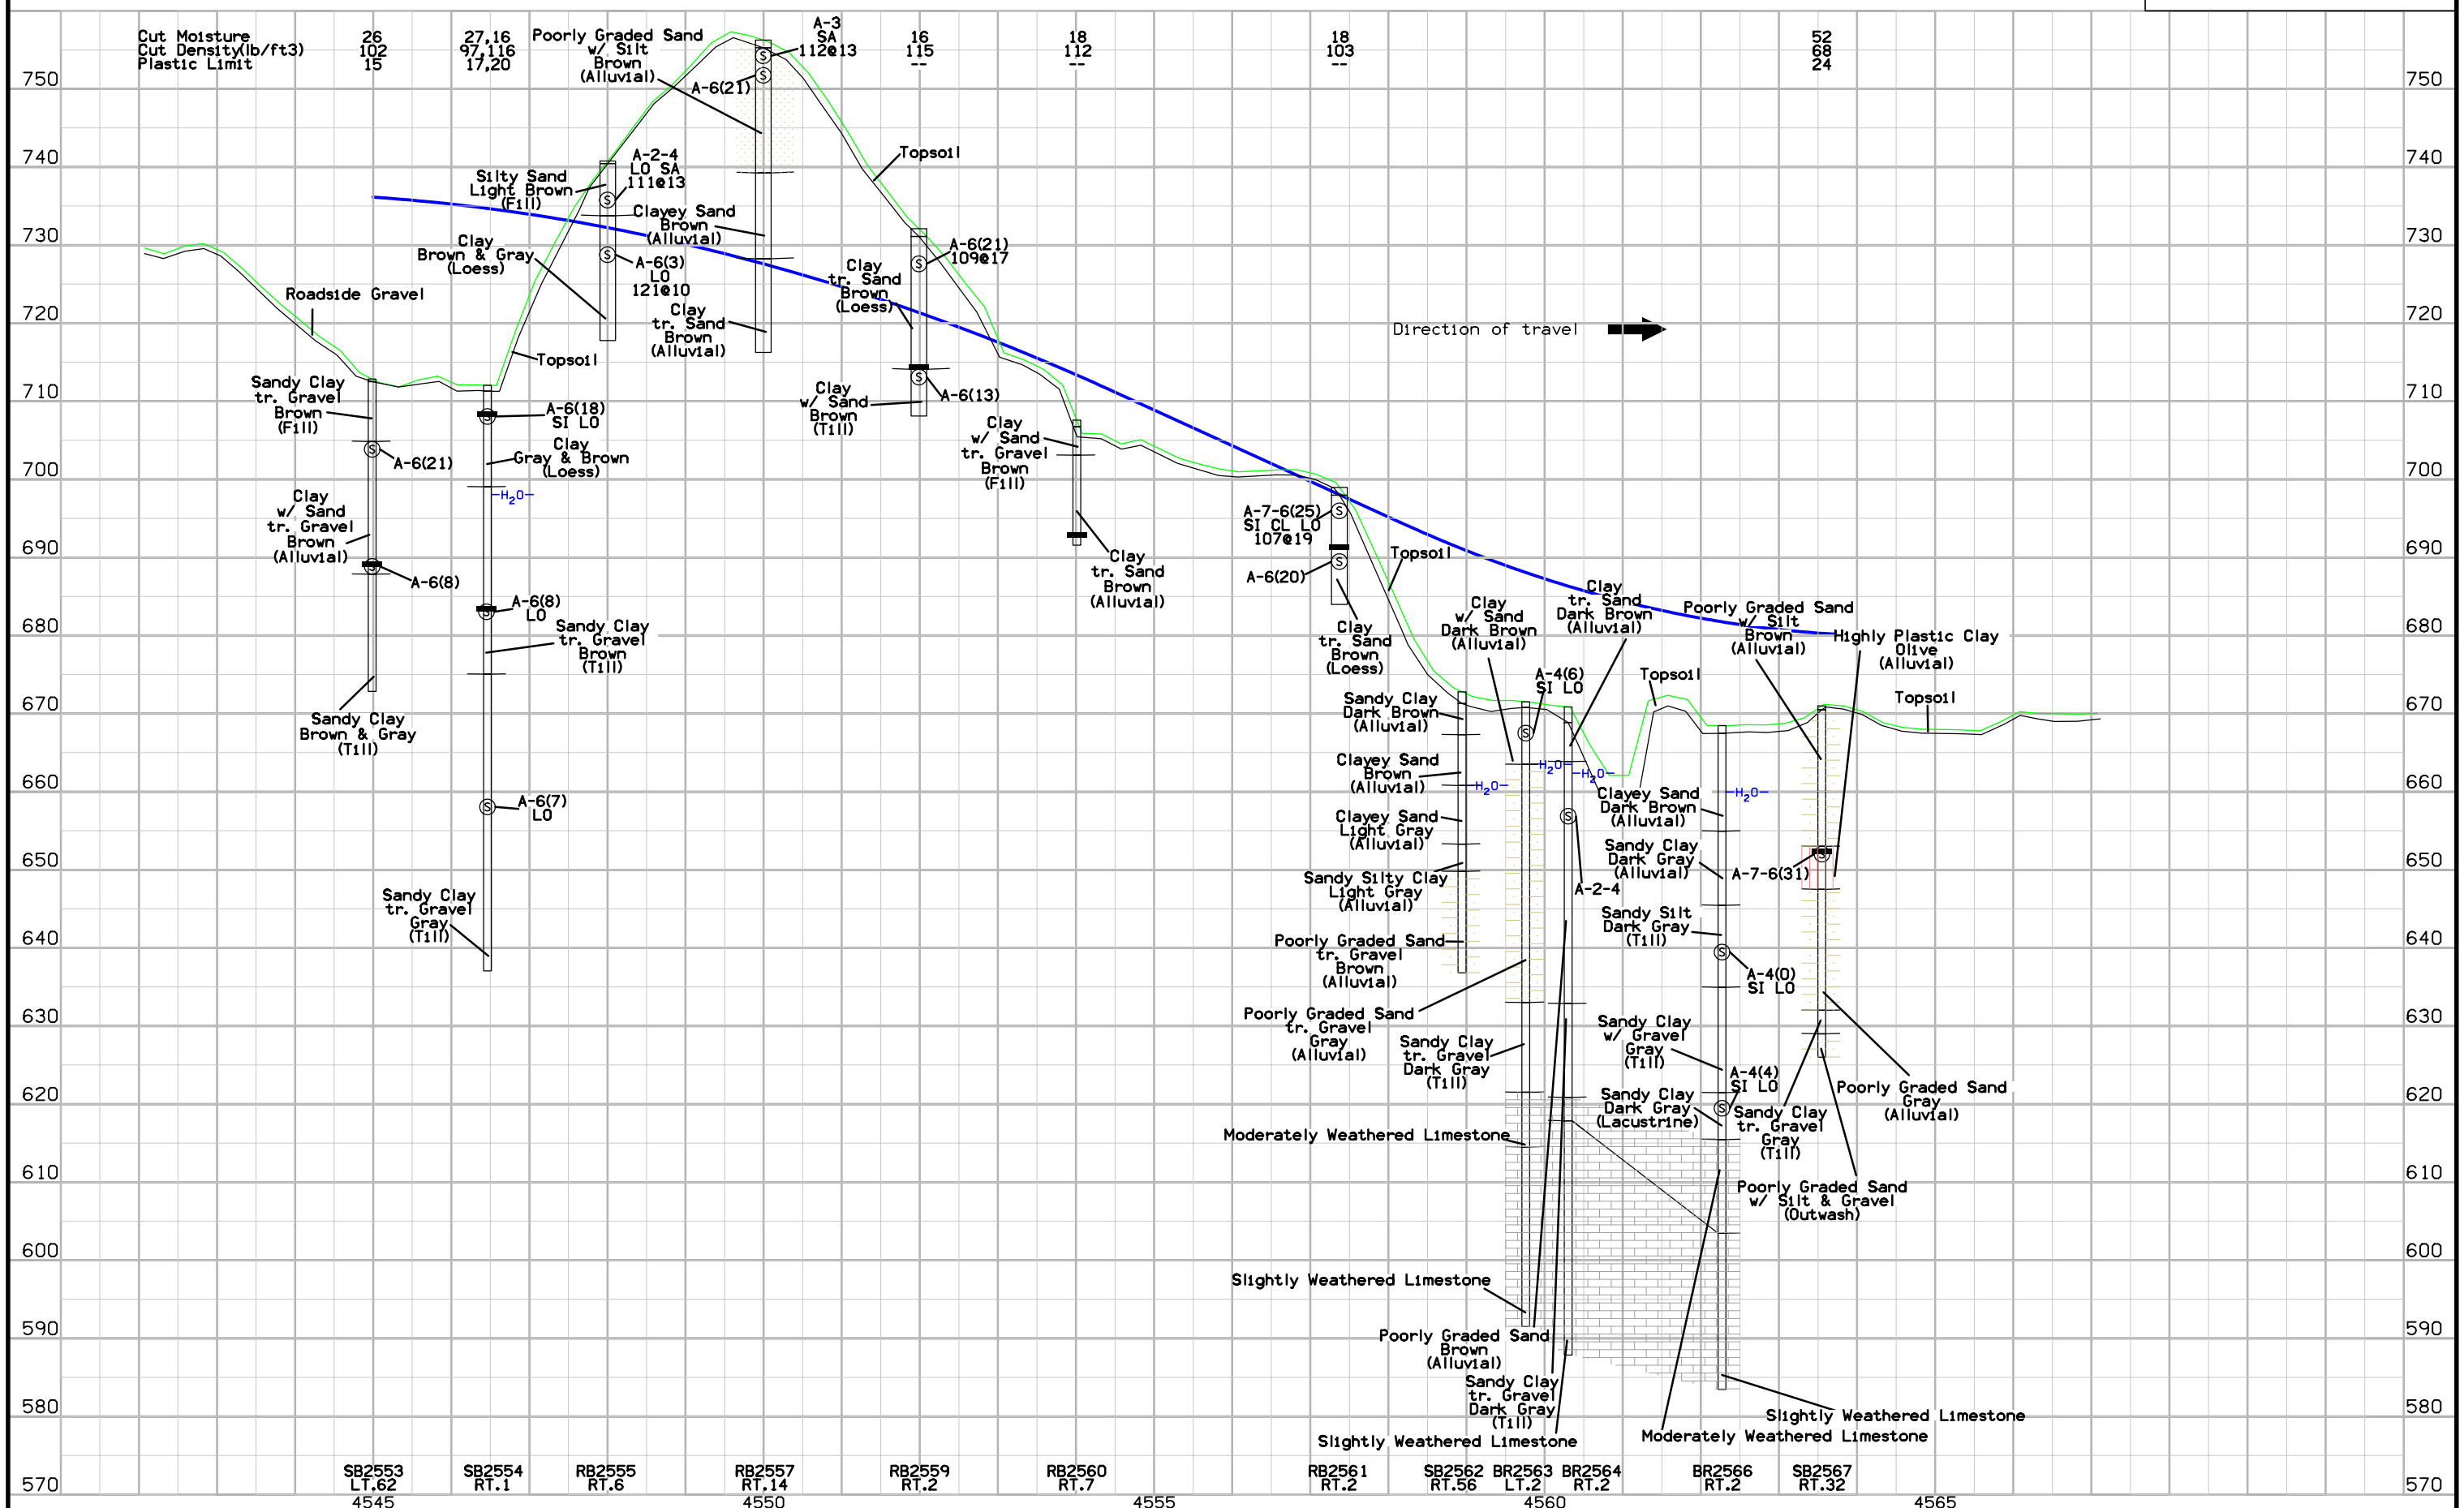 Cut Moisture 26 27,16 16 18 18 52
Cut Density(lb/ft3) 102 97,116 115 112 103 68
Plastic Limit 15 17,20 -- -- -- 24
Poorly Graded Sand
w/ Silt
Brown
(Alluvial)
A-3
SA
112@13
A-6(21)
750 750
740 740
730 730
720 720
710 710
700 700
690 690
680 680
670 670
660 660
650 650
640 640
630 630
620 620
610 610
600 600
590 590
580 580
570 570
Roadside Gravel
Sandy Clay
tr. Gravel
Brown
(Fill)
A-6(21)
Clay
w/ Sand
tr. Gravel
Brown
(Alluvial)
A-6(8)
Sandy Clay
Brown & Gray
(Till)
Topsoil
A-6(18)
SI LO
Clay
Gray & Brown
(Loess)
H2O
A-6(8)
LO
Sandy Clay
tr. Gravel
Brown
(Till)
A-6(7)
LO
Sandy Clay
tr. Gravel
Gray
(Till)
Silty Sand
Light Brown
(Fill)
A-2-4
LO SA
111@13
Clay
Brown & Gray
(Loess)
A-6(3)
LO
121@10
Clayey Sand
Brown
(Alluvial)
Clay
tr. Sand
Brown
(Alluvial)
Topsoil
A-6(21)
109@17
Clay
tr. Sand
Brown
(Loess)
Clay
w/ Sand
Brown
(Till)
A-6(13)
Clay
w/ Sand
tr. Gravel
Brown
(Fill)
Clay
tr. Sand
Brown
(Alluvial)
Direction of travel
A-7-6(25)
SI CL LO
107@19
A-6(20)
Clay
tr. Sand
Brown
(Loess)
Topsoil
Clay
w/ Sand
Dark Brown
(Alluvial)
Clay
tr. Sand
Dark Brown
(Alluvial)
A-4(6)
SI LO
Sandy Clay
Dark Brown
(Alluvial)
Clayey Sand
Brown
(Alluvial)
H2O
H2O
H2O
Clayey Sand
Light Gray
(Alluvial)
Sandy Silty Clay
Light Gray
(Alluvial)
Poorly Graded Sand
tr. Gravel
Brown
(Alluvial)
Poorly Graded Sand
tr. Gravel
Gray
(Alluvial)
Sandy Clay
tr. Gravel
Dark Gray
(Till)
Moderately Weathered Limestone
Slightly Weathered Limestone
A-2-4
Poorly Graded Sand
Brown
(Alluvial)
Sandy Clay
tr. Gravel
Dark Gray
(Till)
Slightly Weathered Limestone
Topsoil
Poorly Graded Sand
w/ Silt
Brown
(Alluvial)
Highly Plastic Clay
Olive
(Alluvial)
Topsoil
H2O
Clayey Sand
Dark Brown
(Alluvial)
Sandy Clay
Dark Gray
(Alluvial)
A-7-6(31)
Sandy Silt
Dark Gray
(Till)
A-4(0)
SI LO
Sandy Clay
w/ Gravel
Gray
(Till)
A-4(4)
SI LO
Sandy Clay
Dark Gray
(Lacustrine)
Sandy Clay
tr. Gravel
Gray
(Till)
Poorly Graded Sand
Gray
(Alluvial)
Poorly Graded Sand
w/ Silt & Gravel
(Outwash)
Slightly Weathered Limestone
Moderately Weathered Limestone
SB2553 SB2554 RB2555 RB2557 RB2559 RB2560 RB2561 SB2562 BR2563 BR2564 BR2566 SB2567
LT.62 RT.1 RT.6 RT.14 RT.2 RT.7 RT.2 RT.56 LT.2 RT.2 RT.2 RT.32
4545 4550 4555 4560 4565